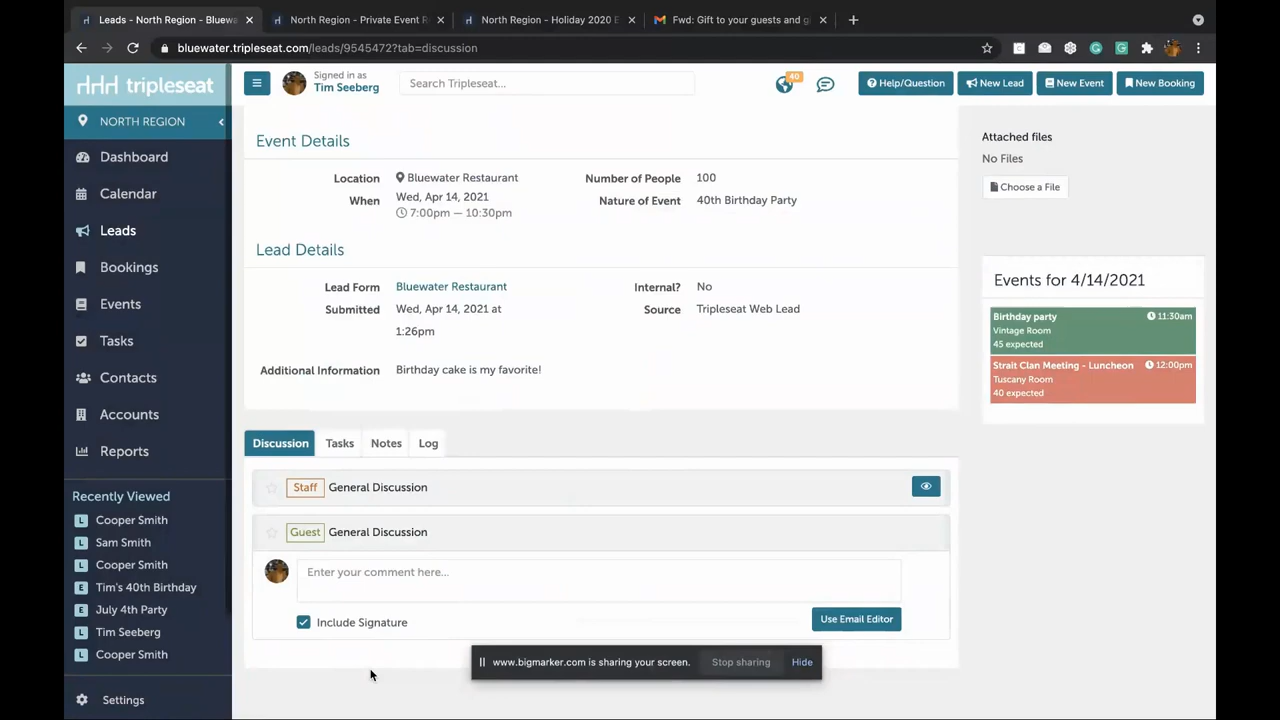 Leads - North Region - Bluewa
North Region - Private Event R
North Region - Holiday 2020 E
Fwd: Gift to your guests and g
bluewater.tripleseat.com/leads/9545472?tab=discussion
tripleseat
Signed in as
Tim Seeberg
Search Tripleseat...
40
Help/Question
New Lead
New Event
New Booking
NORTH REGION
Dashboard
Calendar
Leads
Bookings
Events
Tasks
Contacts
Accounts
Reports
Recently Viewed
L Cooper Smith
L Sam Smith
L Cooper Smith
E Tim's 40th Birthday
E July 4th Party
L Tim Seeberg
L Cooper Smith
Settings
Event Details
Location Bluewater Restaurant
Number of People 100
When Wed, Apr 14, 2021
7:00pm — 10:30pm
Nature of Event 40th Birthday Party
Lead Details
Lead Form Bluewater Restaurant
Internal? No
Submitted Wed, Apr 14, 2021 at
1:26pm
Source Tripleseat Web Lead
Additional Information Birthday cake is my favorite!
Discussion Tasks Notes Log
Staff General Discussion
Guest General Discussion
Enter your comment here...
Include Signature
Use Email Editor
Attached files
No Files
Choose a File
Events for 4/14/2021
Birthday party 11:30am
Vintage Room
45 expected
Strait Clan Meeting - Luncheon 12:00pm
Tuscany Room
40 expected
www.bigmarker.com is sharing your screen. Stop sharing Hide